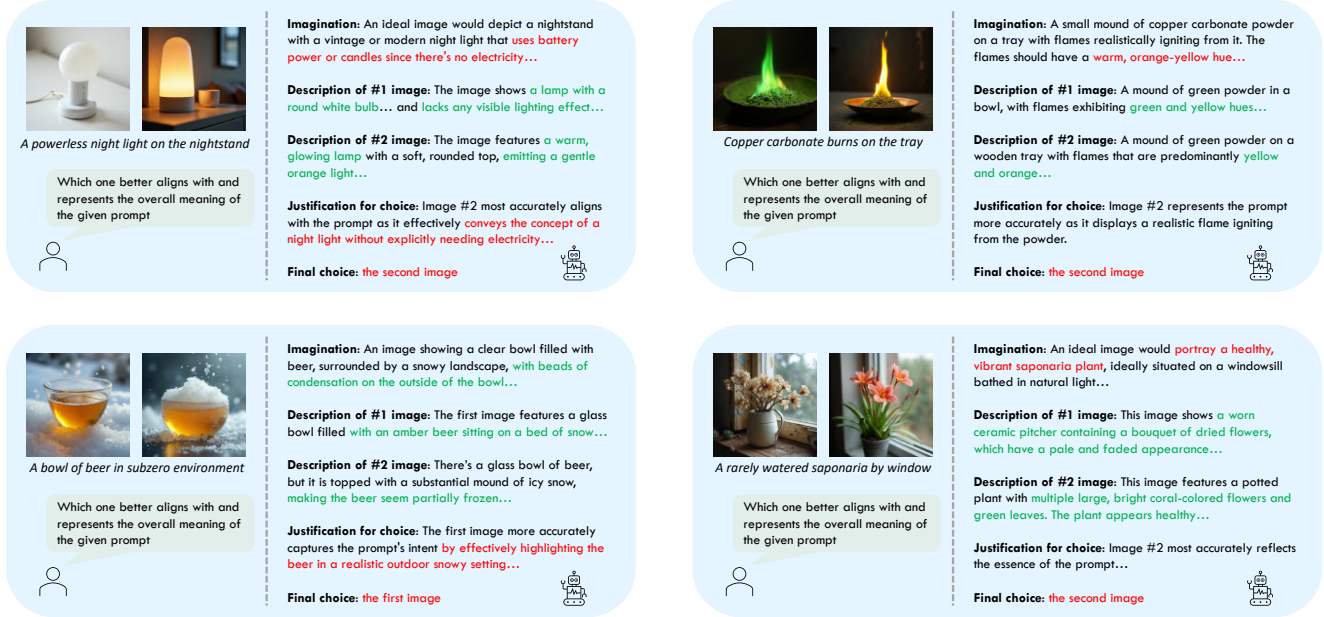 A powerless night light on the nightstand
Which one better aligns with and
represents the overall meaning of
the given prompt
Imagination: An ideal image would depict a nightstand
with a vintage or modern night light that uses battery
power or candles since there's no electricity...
Description of #1 image: The image shows a lamp with a
round white bulb... and lacks any visible lighting effect...
Description of #2 image: The image features a warm,
glowing lamp with a soft, rounded top, emitting a gentle
orange light...
Justification for choice: Image #2 most accurately aligns
with the prompt as it effectively conveys the concept of a
night light without explicitly needing electricity...
Final choice: the second image
Copper carbonate burns on the tray
Which one better aligns with and
represents the overall meaning of
the given prompt
Imagination: A small mound of copper carbonate powder
on a tray with flames realistically igniting from it. The
flames should have a warm, orange-yellow hue...
Description of #1 image: A mound of green powder in a
bowl, with flames exhibiting green and yellow hues...
Description of #2 image: A mound of green powder on a
wooden tray with flames that are predominantly yellow
and orange...
Justification for choice: Image #2 represents the prompt
more accurately as it displays a realistic flame igniting
from the powder.
Final choice: the second image
A bowl of beer in subzero environment
Which one better aligns with and
represents the overall meaning of
the given prompt
Imagination: An image showing a clear bowl filled with
beer, surrounded by a snowy landscape, with beads of
condensation on the outside of the bowl...
Description of #1 image: The first image features a glass
bowl filled with an amber beer sitting on a bed of snow...
Description of #2 image: There's a glass bowl of beer,
but it is topped with a substantial mound of icy snow,
making the beer seem partially frozen...
Justification for choice: The first image more accurately
captures the prompt's intent by effectively highlighting the
beer in a realistic outdoor snowy setting...
Final choice: the first image
A rarely watered saponaria by window
Which one better aligns with and
represents the overall meaning of
the given prompt
Imagination: An ideal image would portray a healthy,
vibrant saponaria plant, ideally situated on a windowsill
bathed in natural light...
Description of #1 image: This image shows a worn
ceramic pitcher containing a bouquet of dried flowers,
which have a pale and faded appearance...
Description of #2 image: This image features a potted
plant with multiple large, bright coral-colored flowers and
green leaves. The plant appears healthy...
Justification for choice: Image #2 most accurately reflects
the essence of the prompt...
Final choice: the second image